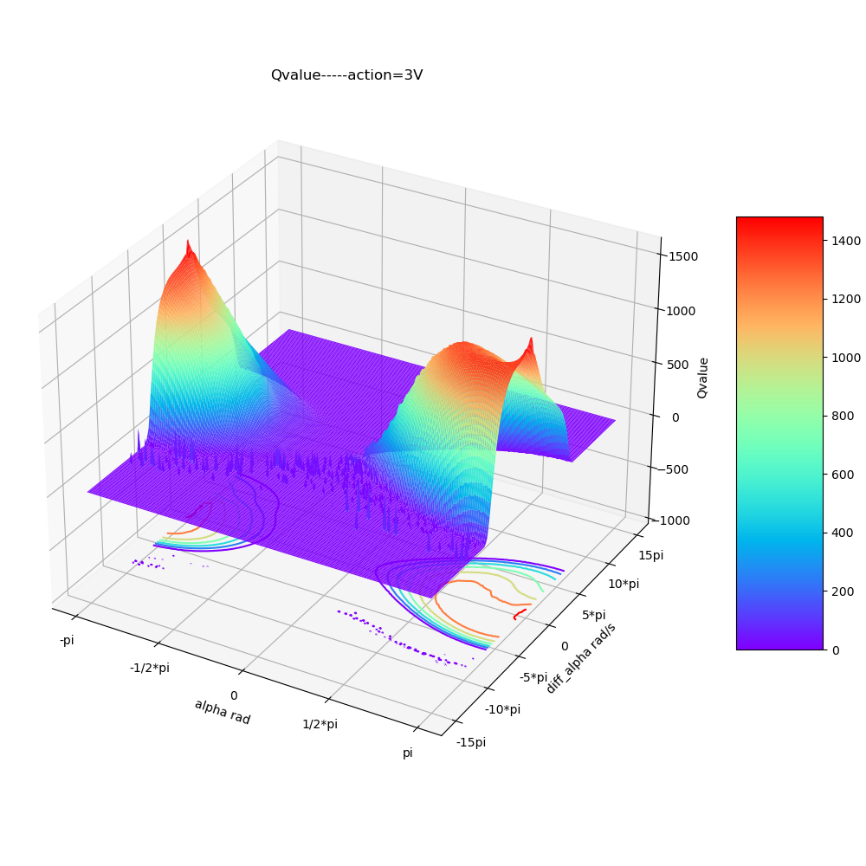 Qvalue-----action=3V
1500
1000
500
0
−500
−1000
Qvalue
15pi
10*pi
5*pi
0
-5*pi
-10*pi
-15pi
diff_alpha rad/s
-pi
-1/2*pi
0
1/2*pi
pi
alpha rad
1400
1200
1000
800
600
400
200
0